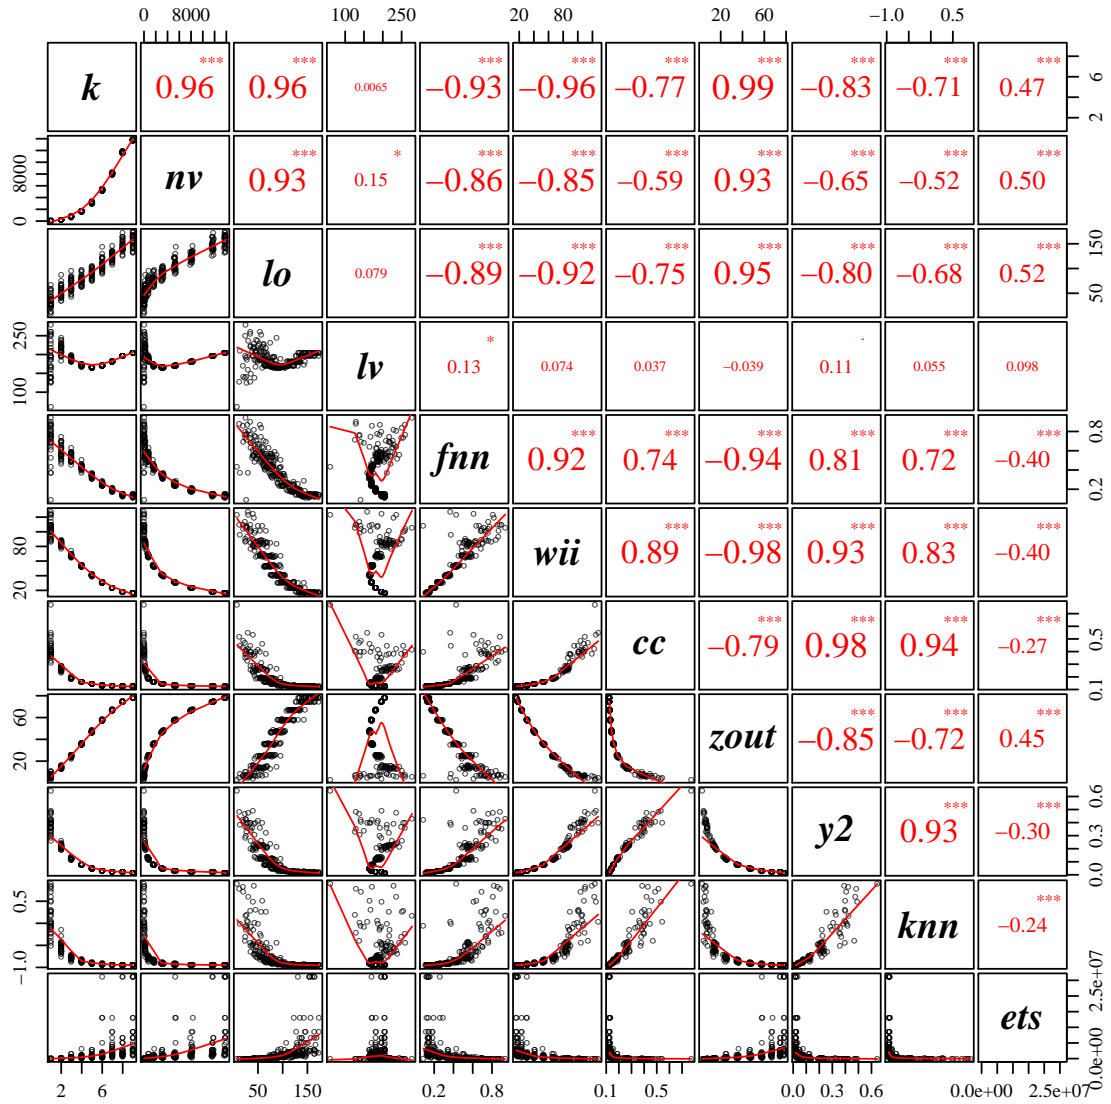 0 8000 100 250 20 80 20 60 −1.0 0.5
k 0.96 *** 0.96 *** 0.0065 −0.93 *** −0.96 *** −0.77 *** 0.99 *** −0.83 *** −0.71 *** 0.47 *** 2 6
0 8000 nv 0.93 *** 0.15 * −0.86 *** −0.85 *** −0.59 *** 0.93 *** −0.65 *** −0.52 *** 0.50 ***
lo 0.079 −0.89 *** −0.92 *** −0.75 *** 0.95 *** −0.80 *** −0.68 *** 0.52 *** 50 150
100 250 lv 0.13 * 0.074 0.037 −0.039 0.11 . 0.055 0.098
fnn 0.92 *** 0.74 *** −0.94 *** 0.81 *** 0.72 *** −0.40 *** 0.2 0.8
20 80 wii 0.89 *** −0.98 *** 0.93 *** 0.83 *** −0.40 ***
cc −0.79 *** 0.98 *** 0.94 *** −0.27 *** 0.1 0.5
20 60 zout −0.85 *** −0.72 *** 0.45 ***
y2 0.93 *** −0.30 *** 0.0 0.3 0.6
−1.0 0.5 knn −0.24 ***
ets 0.0e+00 2.5e+07
2 6 50 150 0.2 0.8 0.1 0.5 0.0 0.3 0.6 0.0e+00 2.5e+07